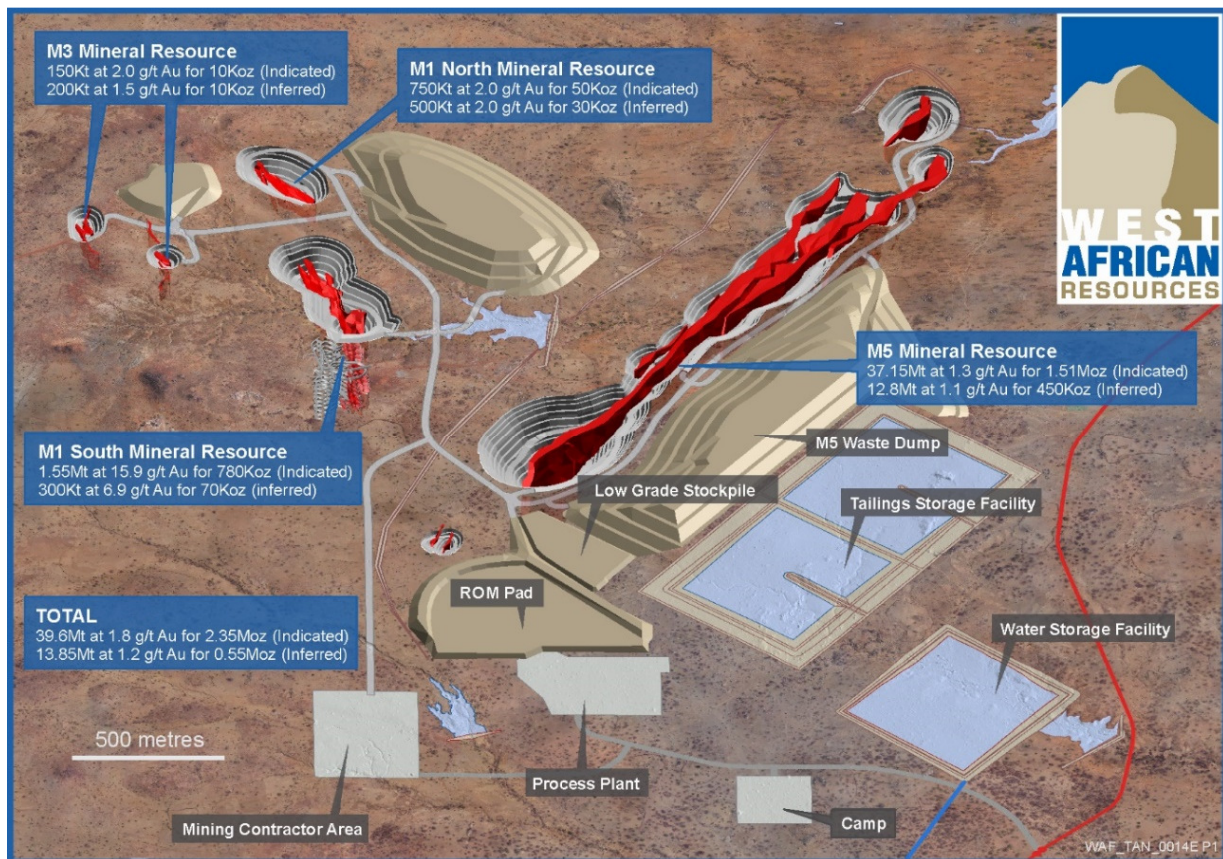 M3 Mineral Resource
150Kt at 2.0 g/t Au for 10Koz (Indicated)
200Kt at 1.5 g/t Au for 10Koz (Inferred)
M1 North Mineral Resource
750Kt at 2.0 g/t Au for 50Koz (Indicated)
500Kt at 2.0 g/t Au for 30Koz (Inferred)
WEST
AFRICAN
RESOURCES
M5 Mineral Resource
37.15Mt at 1.3 g/t Au for 1.51Moz (Indicated)
12.8Mt at 1.1 g/t Au for 450Koz (Inferred)
M1 South Mineral Resource
1.55Mt at 15.9 g/t Au for 780Koz (Indicated)
300Kt at 6.9 g/t Au for 70Koz (inferred)
M5 Waste Dump
Low Grade Stockpile
Tailings Storage Facility
ROM Pad
TOTAL
39.6Mt at 1.8 g/t Au for 2.35Moz (Indicated)
13.85Mt at 1.2 g/t Au for 0.55Moz (Inferred)
Water Storage Facility
500 metres
Process Plant
Mining Contractor Area
Camp
WAF_TAN_0014E P1